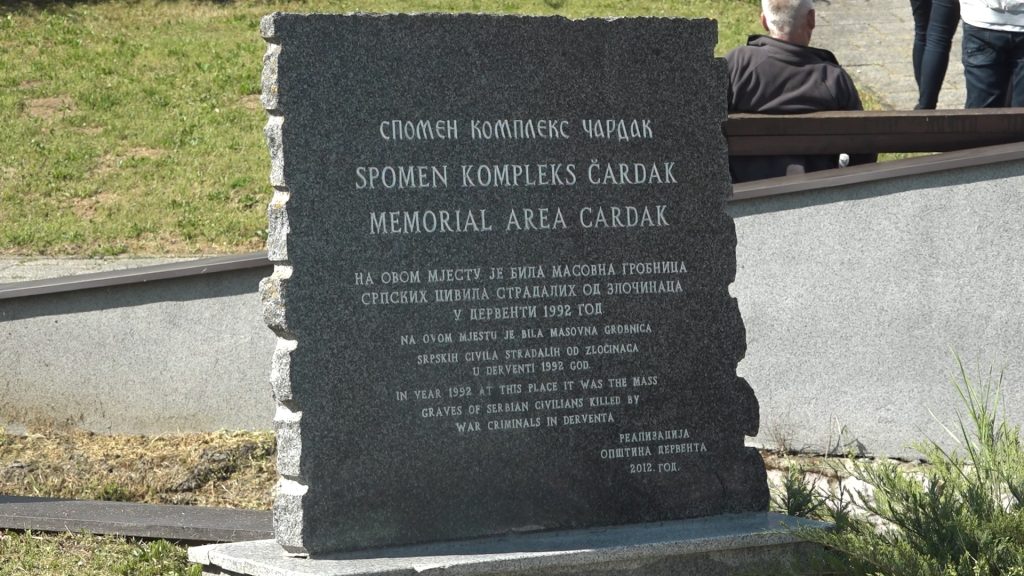 СПОМЕН КОМПЛЕКС ЧАРДАК
SPOMEN KOMPLEKS ČARDAK
MEMORIAL AREA CARDAK
НА ОВОМ МЈЕСТУ ЈЕ БИЛА МАСОВНА ГРОБНИЦА
СРПСКИХ ЦИВИЛА СТРАДАЛИХ ОД ЗЛОЧИНАЦА
У ДЕРВЕНТИ 1992 ГОД.
NA OVOM MJESTU JE BILA MASOVNA GROBNICA
SRPSKIH CIVILA STRADALIH OD ZLOČINACA
U DERVENTI 1992 GOD.
IN YEAR 1992 AT THIS PLACE IT WAS THE MASS
GRAVES OF SERBIAN CIVILIANS KILLED BY
WAR CRIMINALS IN DERVENTA
РЕАЛИЗАЦИЈА
ОПШТИНА ДЕРВЕНТА
2012. ГОД.